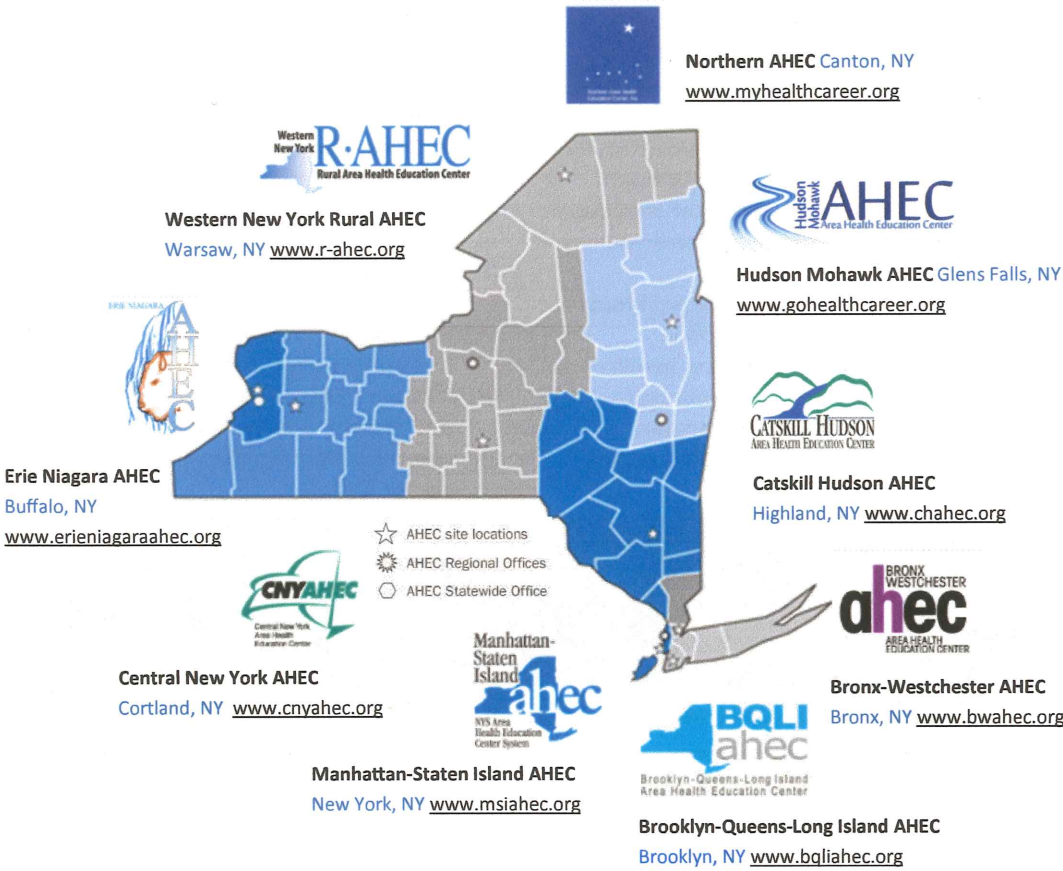 Northern Area Health
Education Center, Inc.
Northern AHEC Canton, NY
www.myhealthcareer.org
Western
New York
R·AHEC
Rural Area Health Education Center
Western New York Rural AHEC
Warsaw, NY www.r-ahec.org
Hudson
Mohawk
AHEC
Area Health Education Center
Hudson Mohawk AHEC Glens Falls, NY
www.gohealthcareer.org
ERIE NIAGARA
AHEC
Erie Niagara AHEC
Buffalo, NY
www.erieniagaraahec.org
CATSKILL HUDSON
AREA HEALTH EDUCATION CENTER
Catskill Hudson AHEC
Highland, NY www.chahec.org
AHEC site locations
AHEC Regional Offices
AHEC Statewide Office
CNYAHEC
Central New York
Area Health
Education Center
Central New York AHEC
Cortland, NY www.cnyahec.org
Manhattan-
Staten
Island
ahec
NYS Area
Health Education
Center System
Manhattan-Staten Island AHEC
New York, NY www.msiahec.org
BRONX
WESTCHESTER
ahec
AREA HEALTH
EDUCATION CENTER
Bronx-Westchester AHEC
Bronx, NY www.bwahec.org
BQLI
ahec
Brooklyn-Queens-Long Island
Area Health Education Center
Brooklyn-Queens-Long Island AHEC
Brooklyn, NY www.bqliahec.org